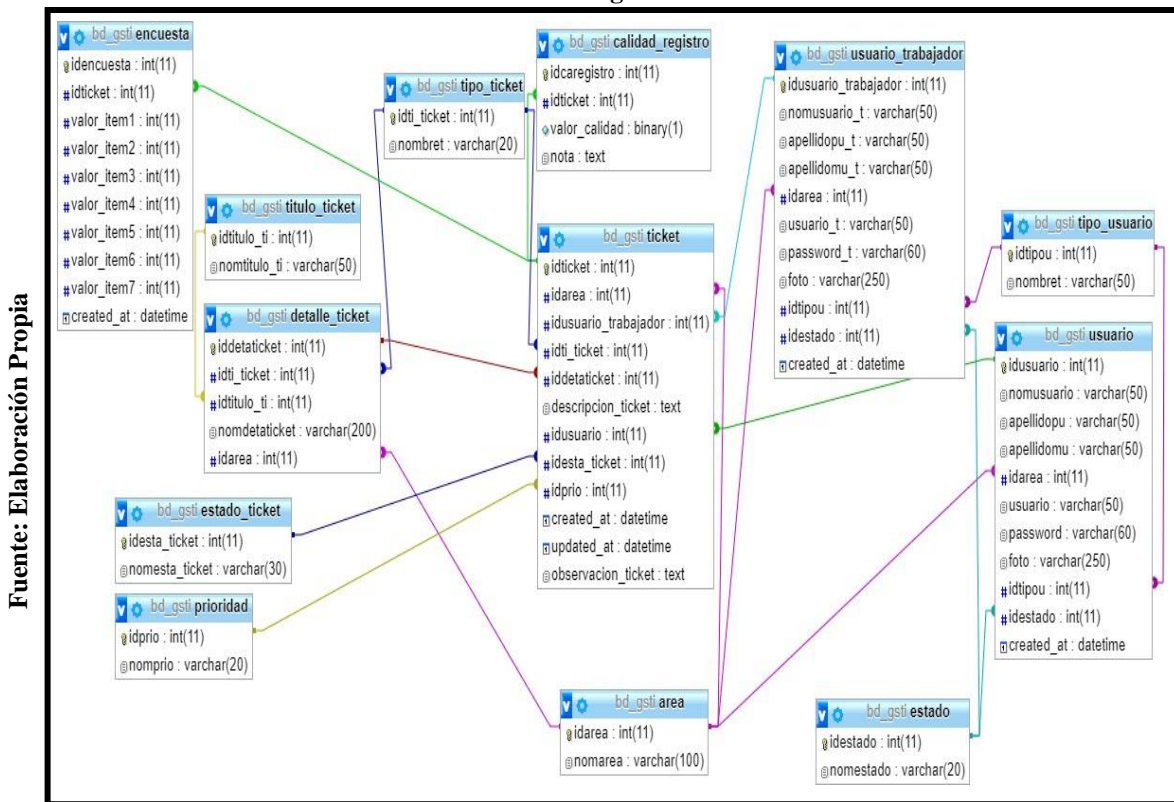 Fuente: Elaboración Propia
bd_gsti encuesta
idencuesta : int(11)
idticket : int(11)
valor_item1 : int(11)
valor_item2 : int(11)
valor_item3 : int(11)
valor_item4 : int(11)
valor_item5 : int(11)
valor_item6 : int(11)
valor_item7 : int(11)
created_at : datetime
bd_gsti titulo_ticket
idtitulo_ti : int(11)
nomtitulo_ti : varchar(50)
bd_gsti detalle_ticket
iddetaticket : int(11)
idti_ticket : int(11)
idtitulo_ti : int(11)
nomdetaticket : varchar(200)
idarea : int(11)
bd_gsti estado_ticket
idesta_ticket : int(11)
nomesta_ticket : varchar(30)
bd_gsti prioridad
idprio : int(11)
nomprio : varchar(20)
bd_gsti tipo_ticket
idti_ticket : int(11)
nombret : varchar(20)
bd_gsti calidad_registro
idcaregistro : int(11)
idticket : int(11)
valor_calidad : binary(1)
nota : text
bd_gsti ticket
idticket : int(11)
idarea : int(11)
idusuario_trabajador : int(11)
idti_ticket : int(11)
iddetaticket : int(11)
descripcion_ticket : text
idusuario : int(11)
idesta_ticket : int(11)
idprio : int(11)
created_at : datetime
updated_at : datetime
observacion_ticket : text
bd_gsti area
idarea : int(11)
nomarea : varchar(100)
bd_gsti usuario_trabajador
idusuario_trabajador : int(11)
nomusuario_t : varchar(50)
apellidopu_t : varchar(50)
apellidomu_t : varchar(50)
idarea : int(11)
usuario_t : varchar(50)
password_t : varchar(60)
foto : varchar(250)
idtipou : int(11)
idestado : int(11)
created_at : datetime
bd_gsti tipo_usuario
idtipou : int(11)
nombret : varchar(50)
bd_gsti usuario
idusuario : int(11)
nomusuario : varchar(50)
apellidopu : varchar(50)
apellidomu : varchar(50)
idarea : int(11)
usuario : varchar(50)
password : varchar(60)
foto : varchar(250)
idtipou : int(11)
idestado : int(11)
created_at : datetime
bd_gsti estado
idestado : int(11)
nomestado : varchar(20)